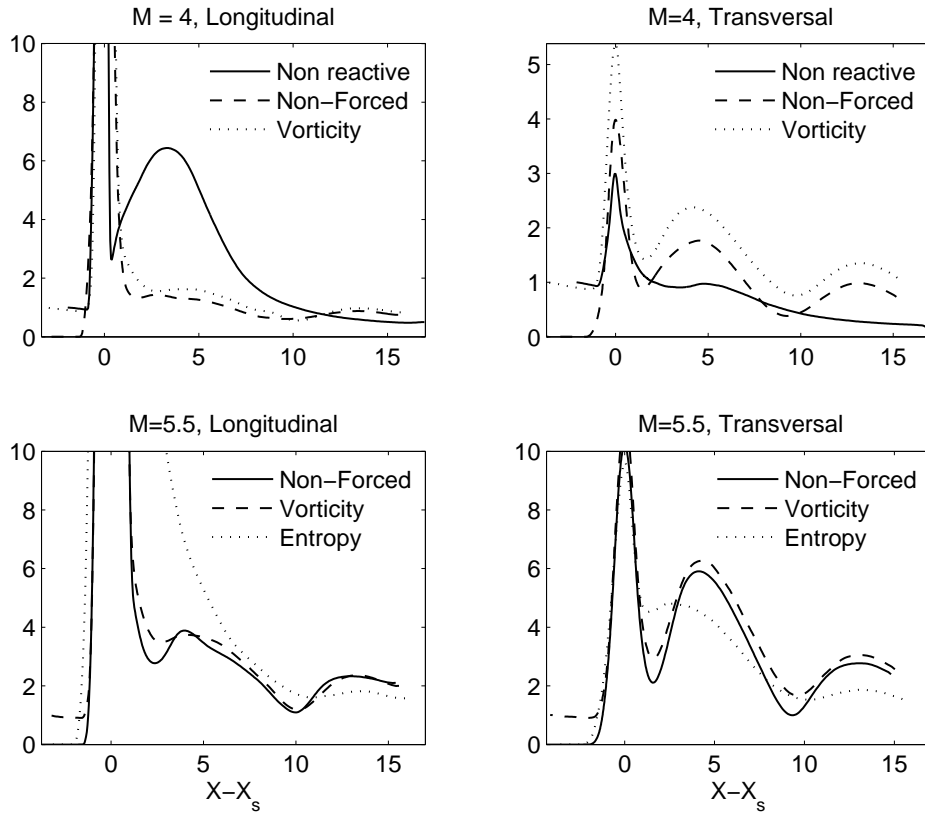 M = 4, Longitudinal
10
8
6
4
2
0
0
5
10
15
Non reactive
Non−Forced
Vorticity
M=4, Transversal
5
4
3
2
1
0
0
5
10
15
Non reactive
Non−Forced
Vorticity
M=5.5, Longitudinal
10
8
6
4
2
0
0
5
10
15
X−X_s
Non−Forced
Vorticity
Entropy
M=5.5, Transversal
10
8
6
4
2
0
0
5
10
15
X−X_s
Non−Forced
Vorticity
Entropy